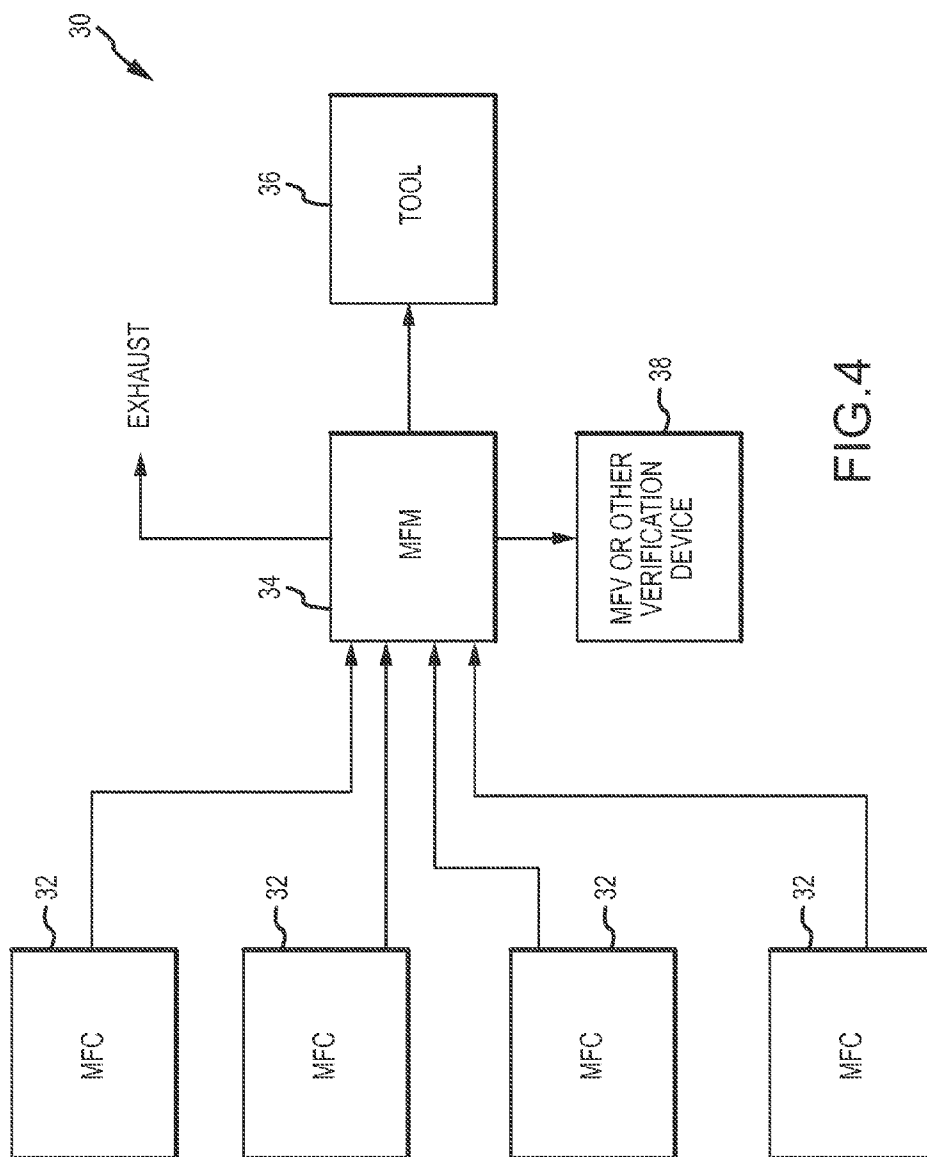 30
EXHAUST
36
TOOL
34
MFM
38
MFV OR OTHER
VERIFICATION
DEVICE
32
MFC
32
MFC
32
MFC
32
MFC
FIG.4